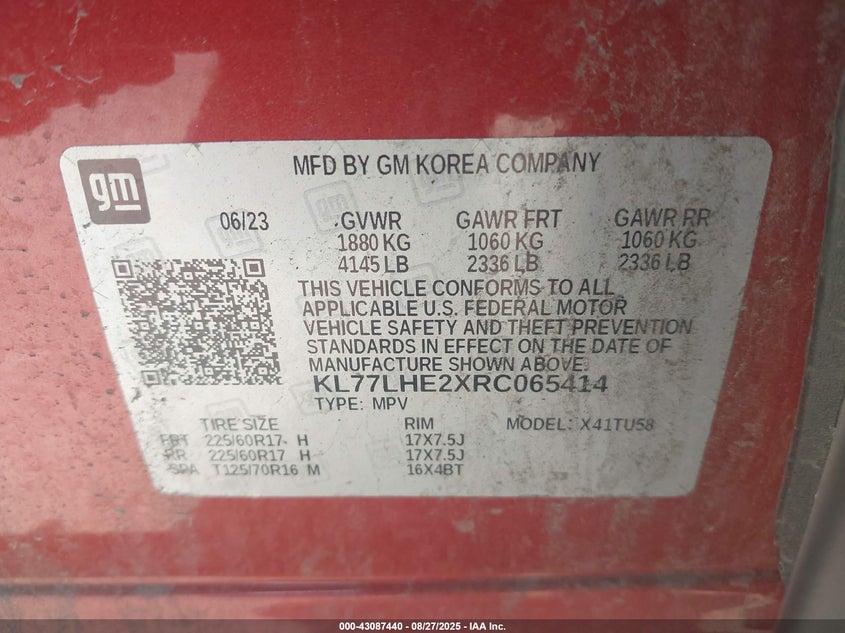 gm
MFD BY GM KOREA COMPANY
06/23 GVWR GAWR FRT GAWR RR
1880 KG 1060 KG 1060 KG
4145 LB 2336 LB 2336 LB
THIS VEHICLE CONFORMS TO ALL
APPLICABLE U.S. FEDERAL MOTOR
VEHICLE SAFETY AND THEFT PREVENTION
STANDARDS IN EFFECT ON THE DATE OF
MANUFACTURE SHOWN ABOVE.
KL77LHE2XRC065414
TYPE: MPV
TIRE SIZE RIM MODEL: X41TU58
FRT 225/60R17 H 17X7.5J
RR 225/60R17 H 17X7.5J
SPA T125/70R16 M 16X4BT
000-43087440 - 08/27/2025 - IAA Inc.